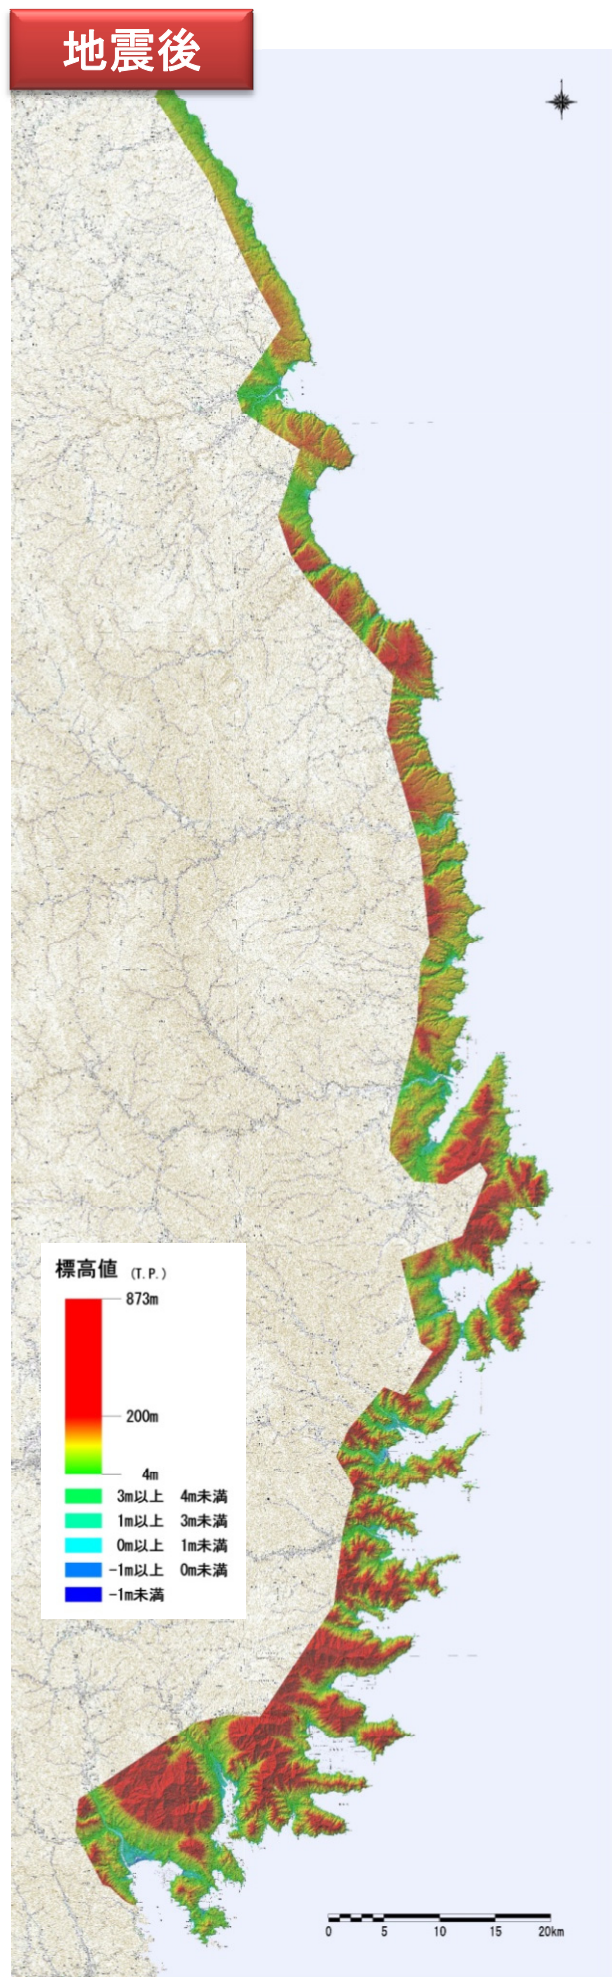 地震後
標高値 (T.P.)
873m
200m
4m
3m以上 4m未満
1m以上 3m未満
0m以上 1m未満
-1m以上 0m未満
-1m未満
0 5 10 15 20km